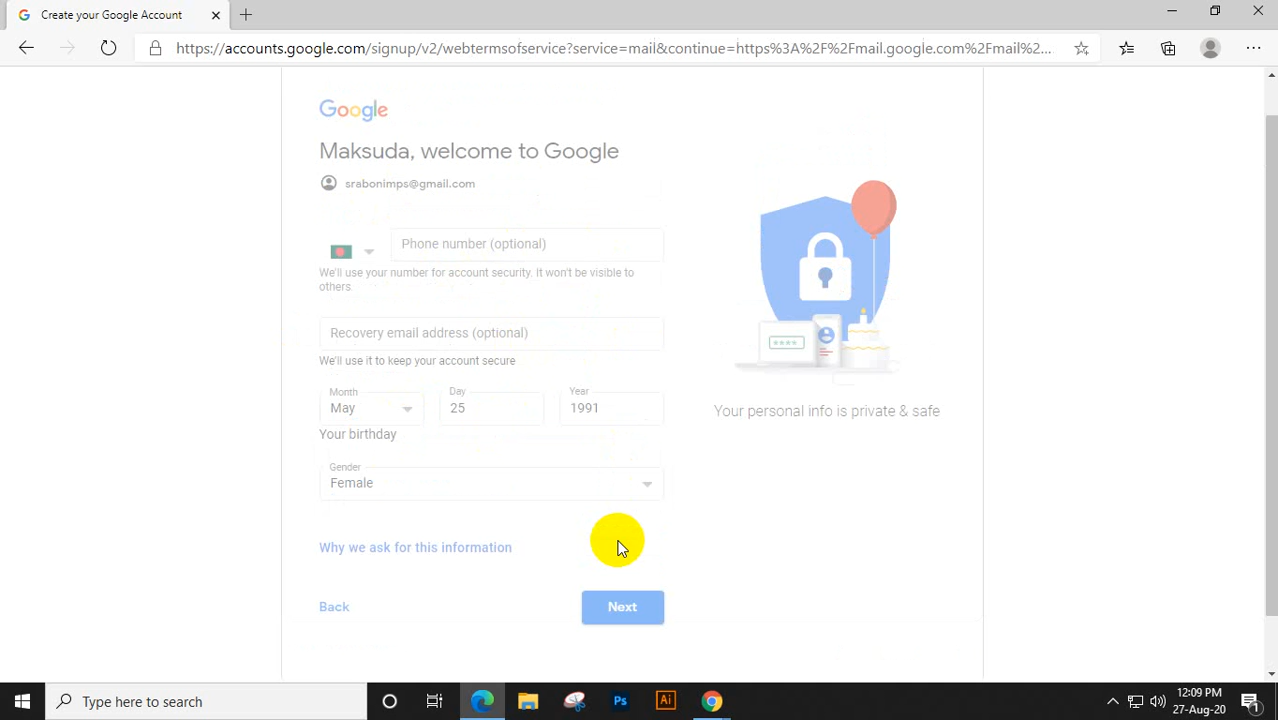 Create your Google Account
https://accounts.google.com/signup/v2/webtermsofservice?service=mail&continue=https%3A%2F%2Fmail.google.com%2Fmail%2...
Google
Maksuda, welcome to Google
srabonimps@gmail.com
Phone number (optional)
We'll use your number for account security. It won't be visible to
others.
Recovery email address (optional)
We'll use it to keep your account secure
Month
May
Day
25
Year
1991
Your birthday
Gender
Female
Why we ask for this information
Back
Next
****
Your personal info is private & safe
Type here to search
Ps
Ai
12:09 PM
27-Aug-20
1